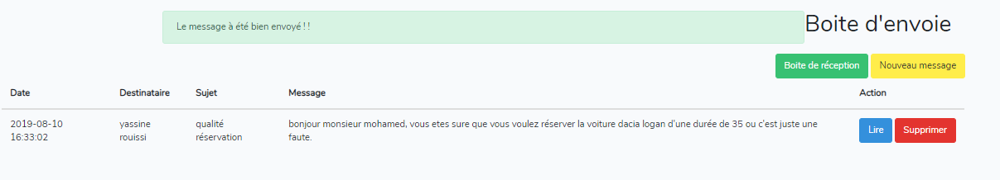 Le message à été bien envoyé ! !
Boite d'envoie
Boite de réception
Nouveau message
Date Destinataire Sujet Message Action
2019-08-10 yassine qualité bonjour monsieur mohamed, vous etes sure que vous voulez réserver la voiture dacia logan d'une durée de 35 ou c'est juste une Lire Supprimer
16:33:02 rouissi réservation faute.